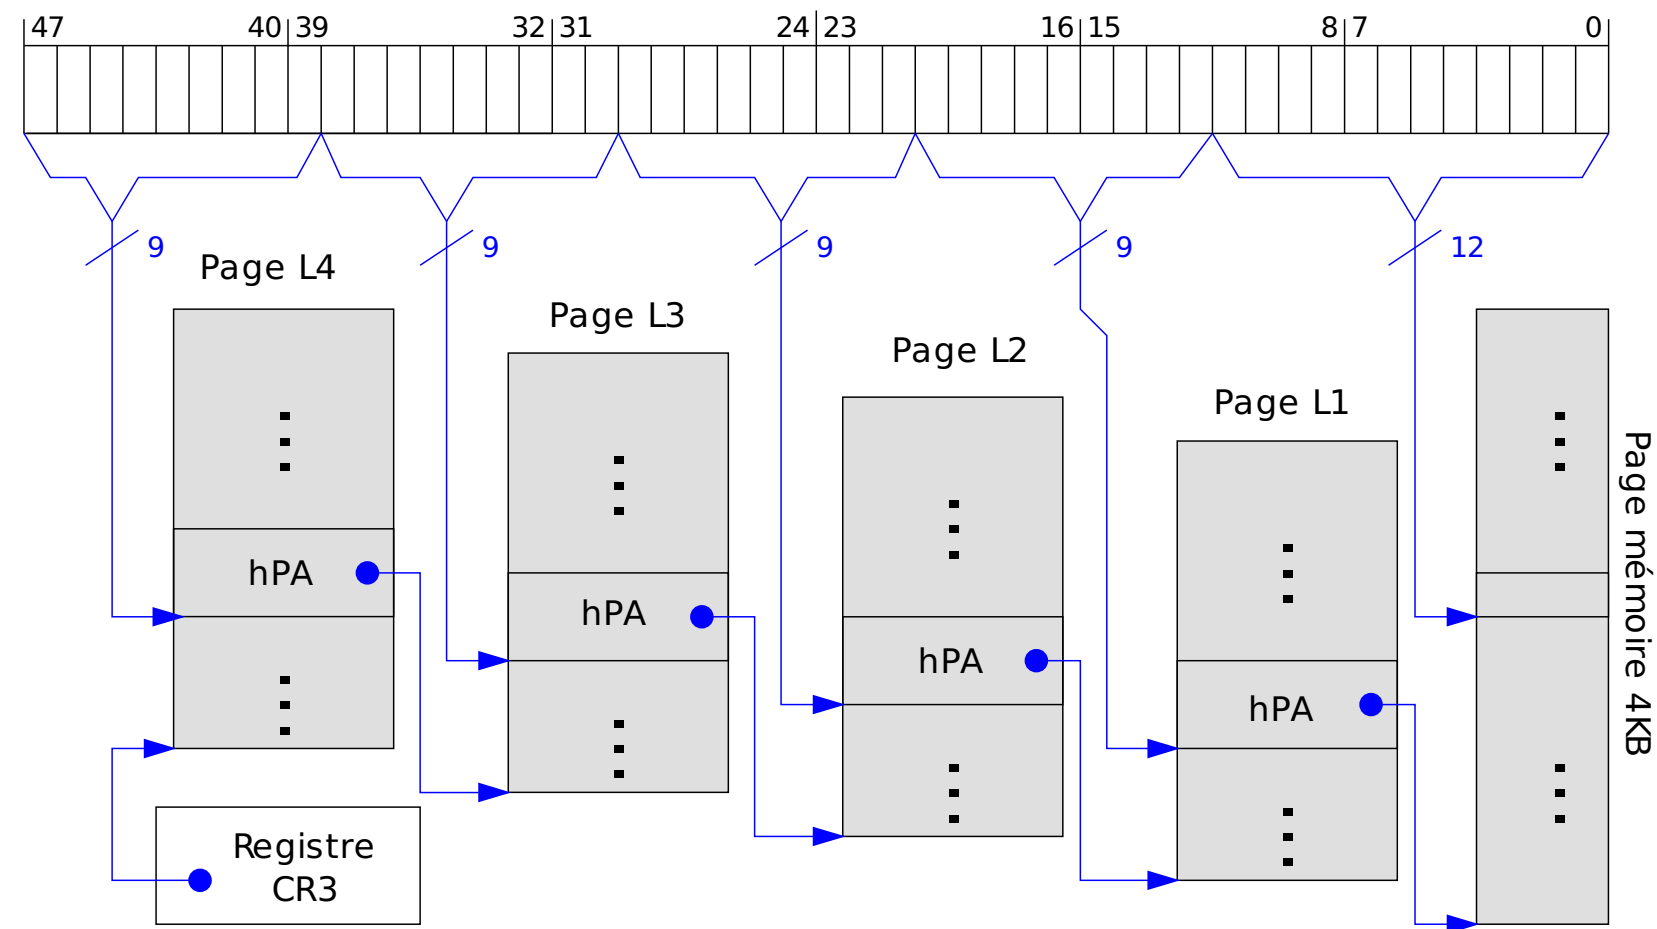 47 40 39 32 31 24 23 16 15 8 7 0
9 9 9 9 12
Page L4
Page L3
Page L2
Page L1
hPA
hPA
hPA
hPA
Page mémoire 4KB
Registre
CR3